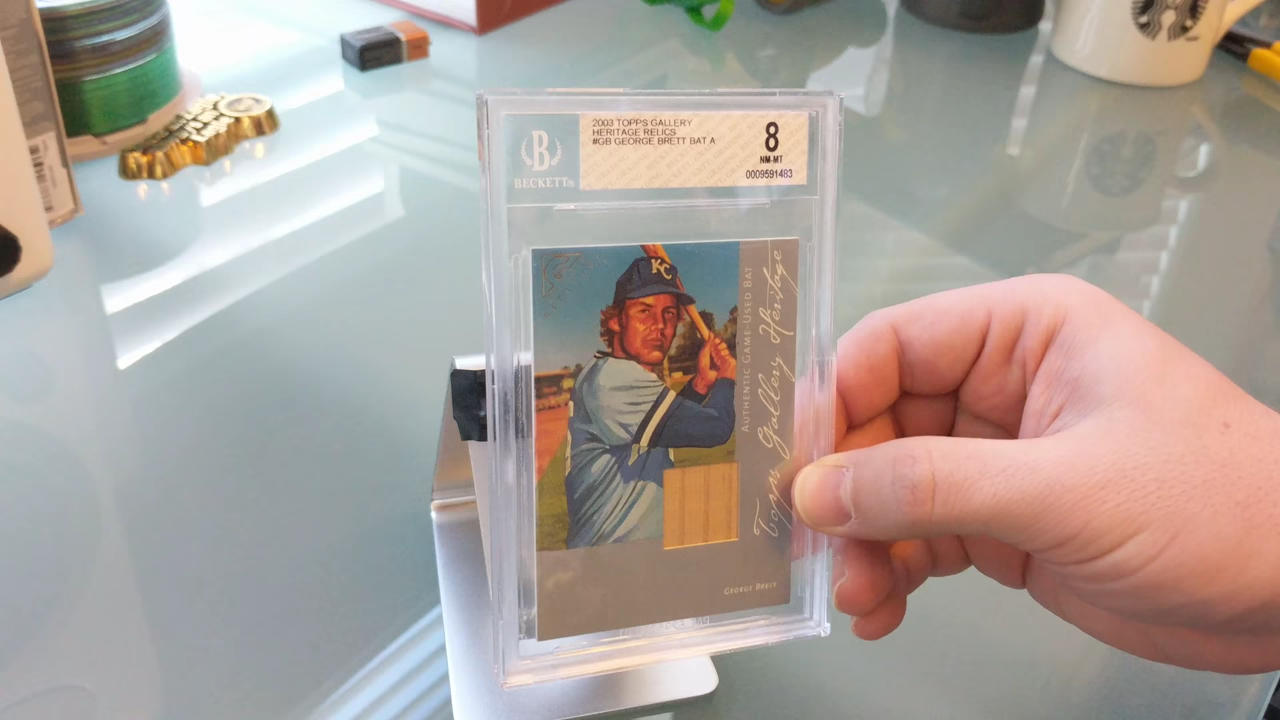 2003 TOPPS GALLERY
HERITAGE RELICS
#GB GEORGE BRETT BAT A
8
NM-MT
0009591483
B
BECKETT
KC
AUTHENTIC GAME-USED BAT
Topps Gallery Heritage
GEORGE BRETT